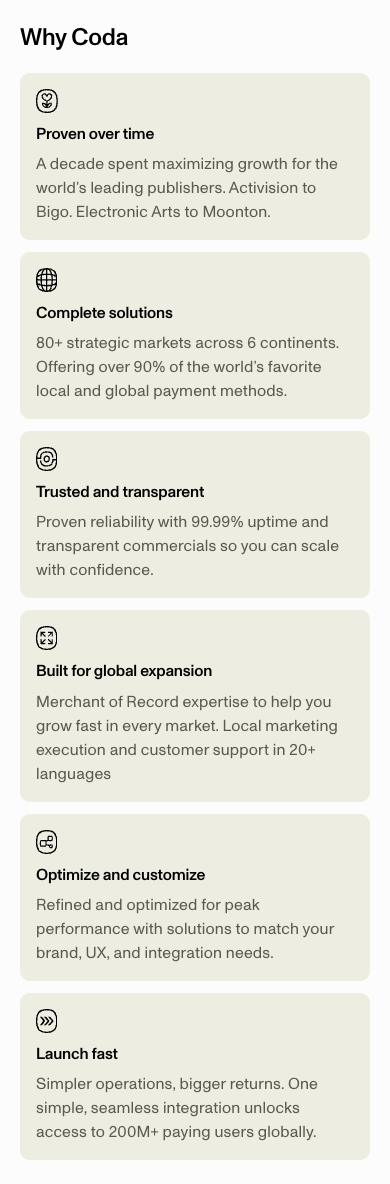 Why Coda
Proven over time
A decade spent maximizing growth for the
world's leading publishers. Activision to
Bigo. Electronic Arts to Moonton.
Complete solutions
80+ strategic markets across 6 continents.
Offering over 90% of the world's favorite
local and global payment methods.
Trusted and transparent
Proven reliability with 99.99% uptime and
transparent commercials so you can scale
with confidence.
Built for global expansion
Merchant of Record expertise to help you
grow fast in every market. Local marketing
execution and customer support in 20+
languages
Optimize and customize
Refined and optimized for peak
performance with solutions to match your
brand, UX, and integration needs.
Launch fast
Simpler operations, bigger returns. One
simple, seamless integration unlocks
access to 200M+ paying users globally.